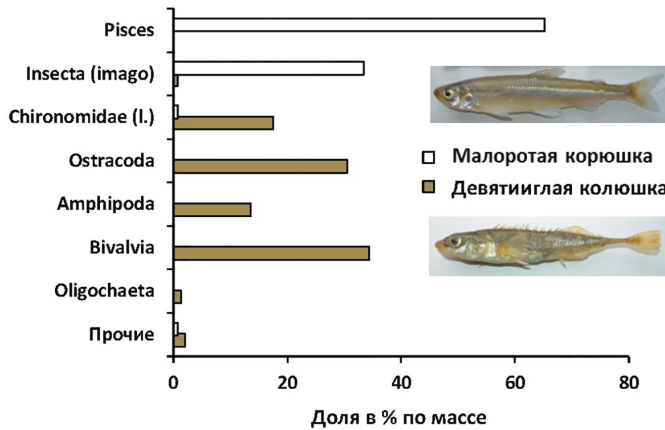 Pisces
Insecta (imago)
Chironomidae (l.)
Ostracoda
Amphipoda
Bivalvia
Oligochaeta
Прочие
Малоротая корюшка
Девятииглая колюшка
0 20 40 60 80
Доля в % по массе